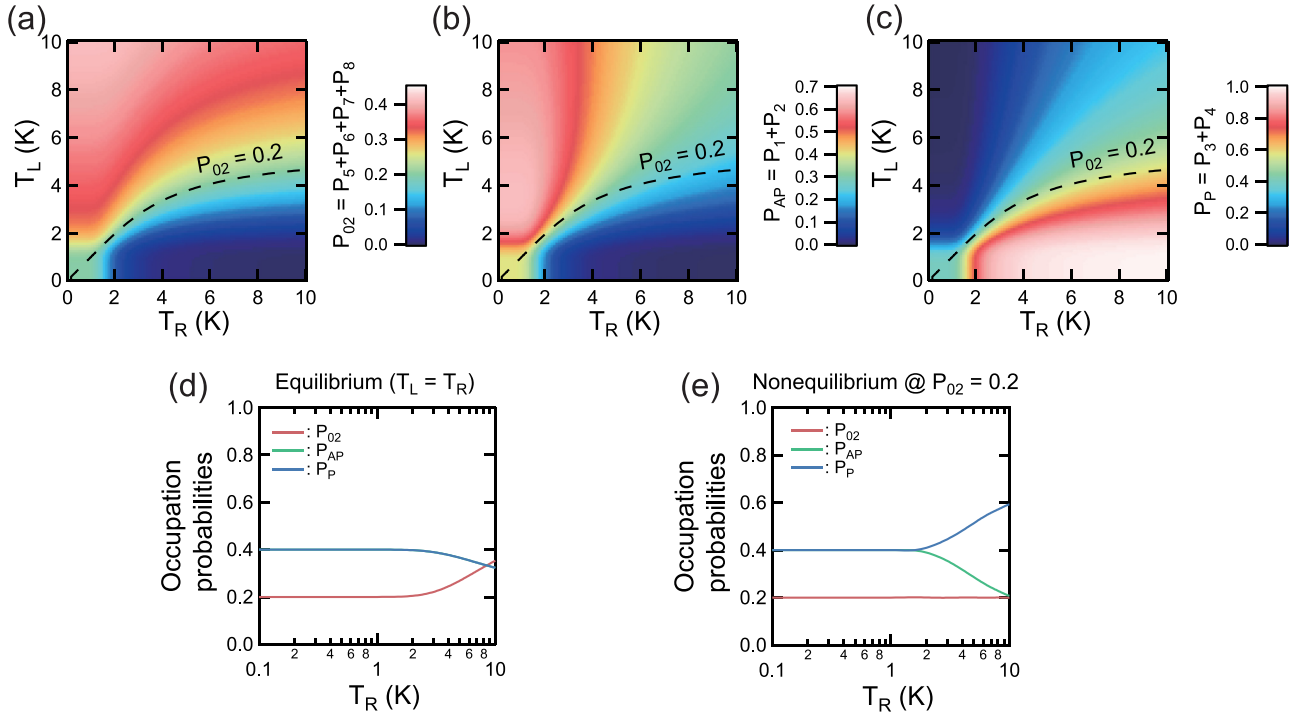 (a)
10
8
6
4
2
0
T_L (K)
P_02 = 0.2
0 2 4 6 8 10
T_R (K)
P_02 = P_5+P_6+P_7+P_8
0.4
0.3
0.2
0.1
0.0
(b)
10
8
6
4
2
0
T_L (K)
P_02 = 0.2
0 2 4 6 8 10
T_R (K)
P_AP = P_1+P_2
0.7
0.6
0.5
0.4
0.3
0.2
0.1
0.0
(c)
10
8
6
4
2
0
T_L (K)
P_02 = 0.2
0 2 4 6 8 10
T_R (K)
P_P = P_3+P_4
1.0
0.8
0.6
0.4
0.2
0.0
(d)
Equilibrium (T_L = T_R)
1.0
0.8
0.6
0.4
0.2
0.0
Occupation
probabilities
: P_02
: P_AP
: P_P
2 4 6 8 2 4 6 8
0.1 1 10
T_R (K)
(e)
Nonequilibrium @ P_02 = 0.2
1.0
0.8
0.6
0.4
0.2
0.0
Occupation
probabilities
: P_02
: P_AP
: P_P
2 4 6 8 2 4 6 8
0.1 1 10
T_R (K)